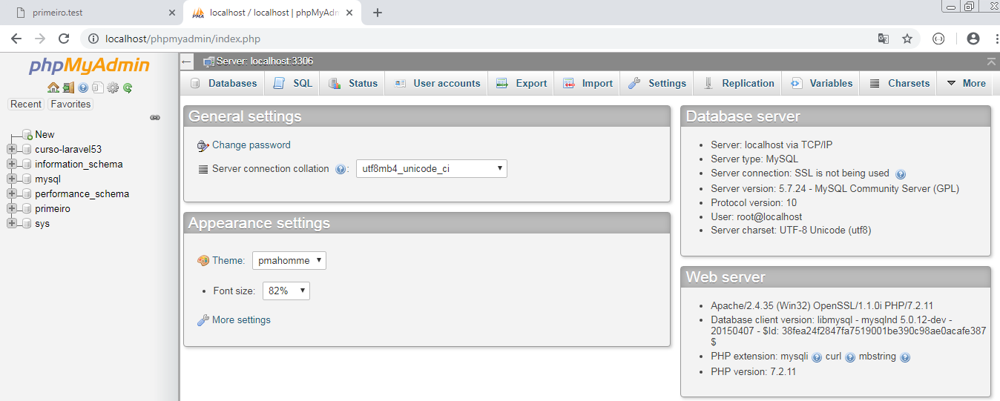 primeiro.test
localhost / localhost | phpMyAdm
localhost/phpmyadmin/index.php
phpMyAdmin
Recent
Favorites
New
curso-laravel53
information_schema
mysql
performance_schema
primeiro
sys
Server: localhost:3306
Databases
SQL
Status
User accounts
Export
Import
Settings
Replication
Variables
Charsets
More
General settings
Change password
Server connection collation
:
utf8mb4_unicode_ci
Appearance settings
Theme:
pmahomme
Font size:
82%
More settings
Database server
Server: localhost via TCP/IP
Server type: MySQL
Server connection: SSL is not being used
Server version: 5.7.24 - MySQL Community Server (GPL)
Protocol version: 10
User: root@localhost
Server charset: UTF-8 Unicode (utf8)
Web server
Apache/2.4.35 (Win32) OpenSSL/1.1.0i PHP/7.2.11
Database client version: libmysql - mysqlnd 5.0.12-dev -
20150407 - $Id: 38fea24f2847fa7519001be390c98ae0acafe387
$
PHP extension: mysqli curl mbstring
PHP version: 7.2.11